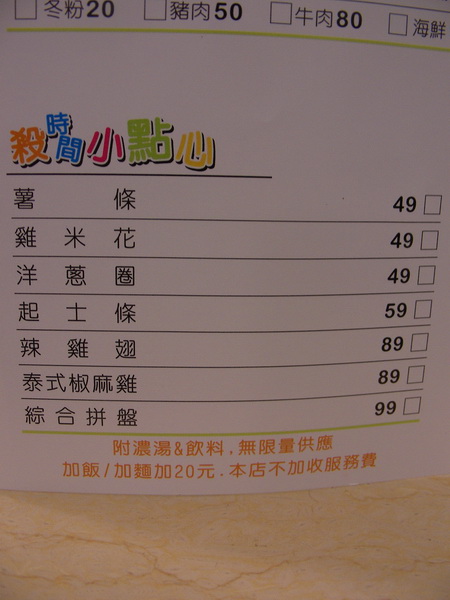 冬粉20 豬肉50 牛肉80 海鮮
殺時間小點心
薯條 49
雞米花 49
洋蔥圈 49
起士條 59
辣雞翅 89
泰式椒麻雞 89
綜合拼盤 99
附濃湯&飲料,無限量供應
加飯/加麵加20元.本店不加收服務費